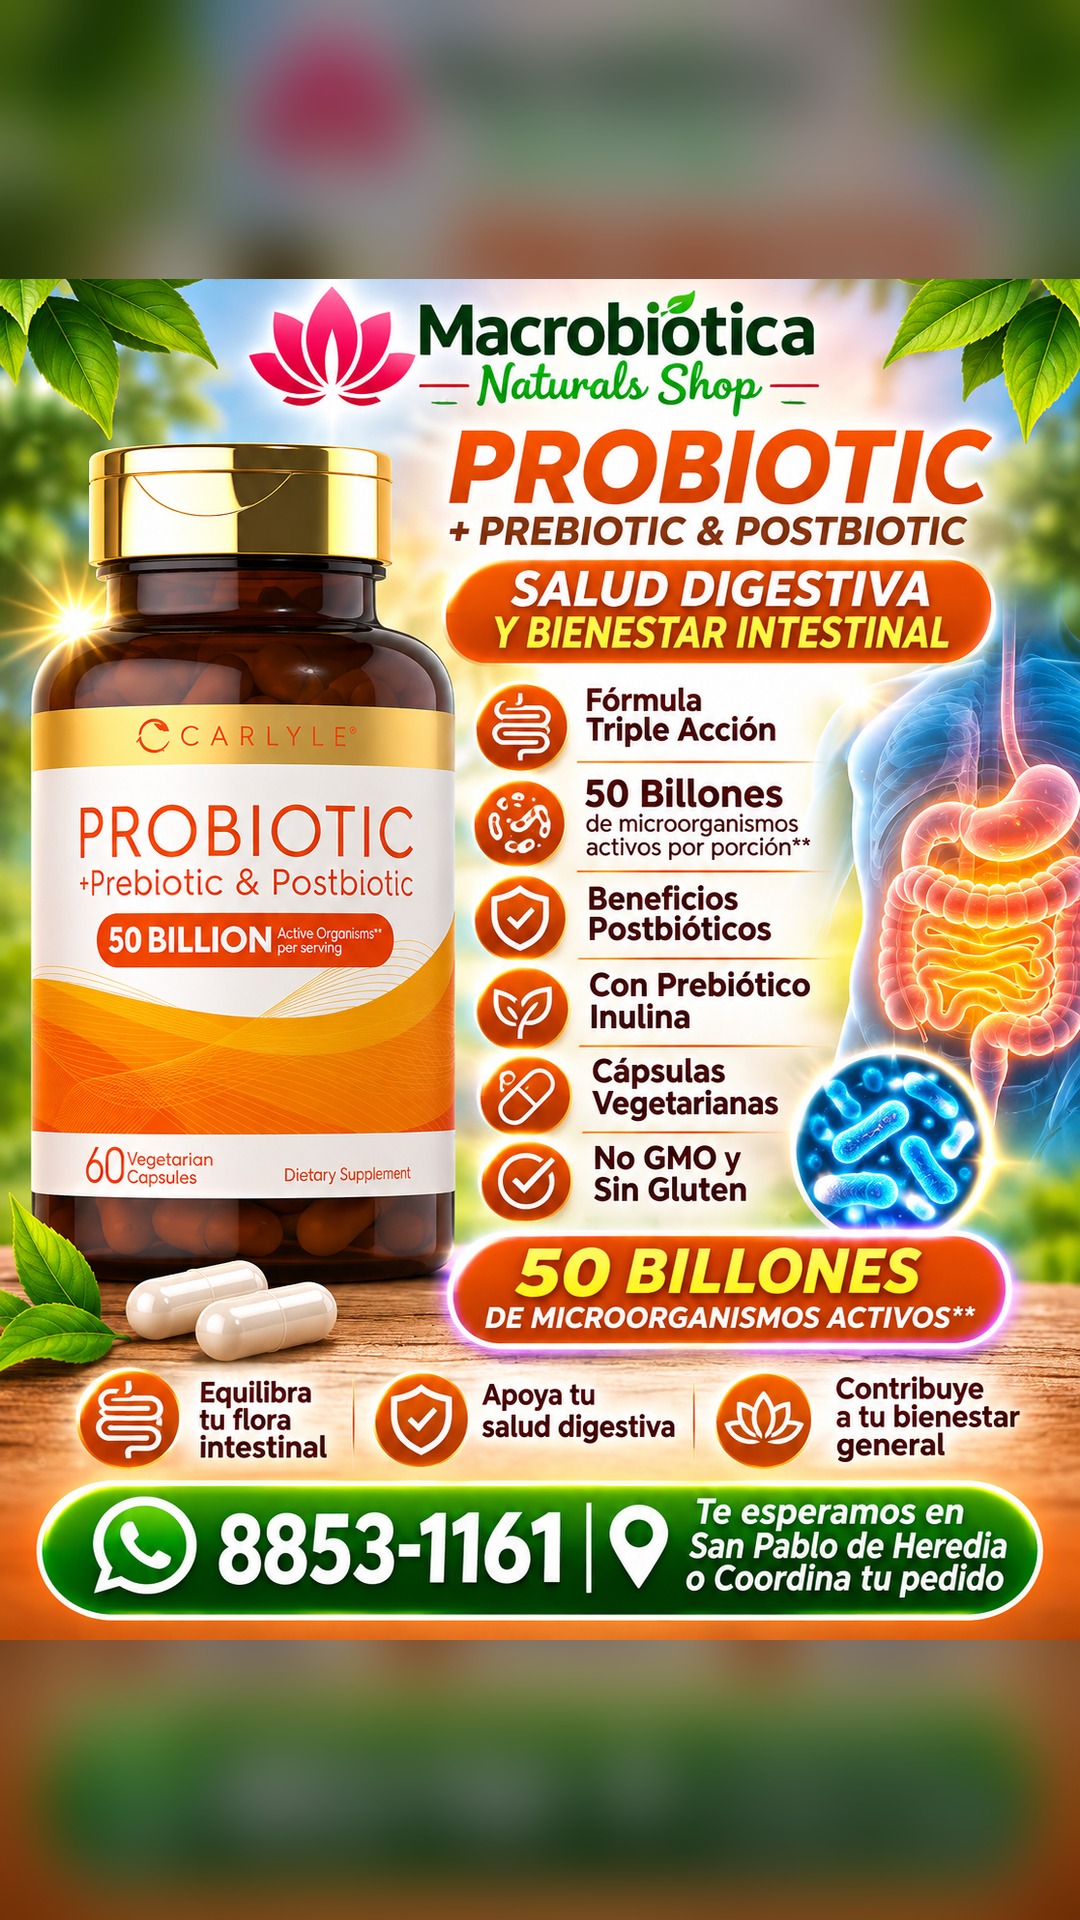 Macrobiótica
Naturals Shop
PROBIOTIC
+ PREBIOTIC & POSTBIOTIC
SALUD DIGESTIVA
Y BIENESTAR INTESTINAL
CARLYLE®
PROBIOTIC
+Prebiotic & Postbiotic
50 BILLION Active Organisms**
per serving
60 Vegetarian
Capsules
Dietary Supplement
Fórmula
Triple Acción
50 Billones
de microorganismos
activos por porción**
Beneficios
Postbióticos
Con Prebiótico
Inulina
Cápsulas
Vegetarianas
No GMO y
Sin Gluten
50 BILLONES
DE MICROORGANISMOS ACTIVOS**
Equilibra
tu flora
intestinal
Apoya tu
salud digestiva
Contribuye
a tu bienestar
general
8853-1161
Te esperamos en
San Pablo de Heredia
o Coordina tu pedido